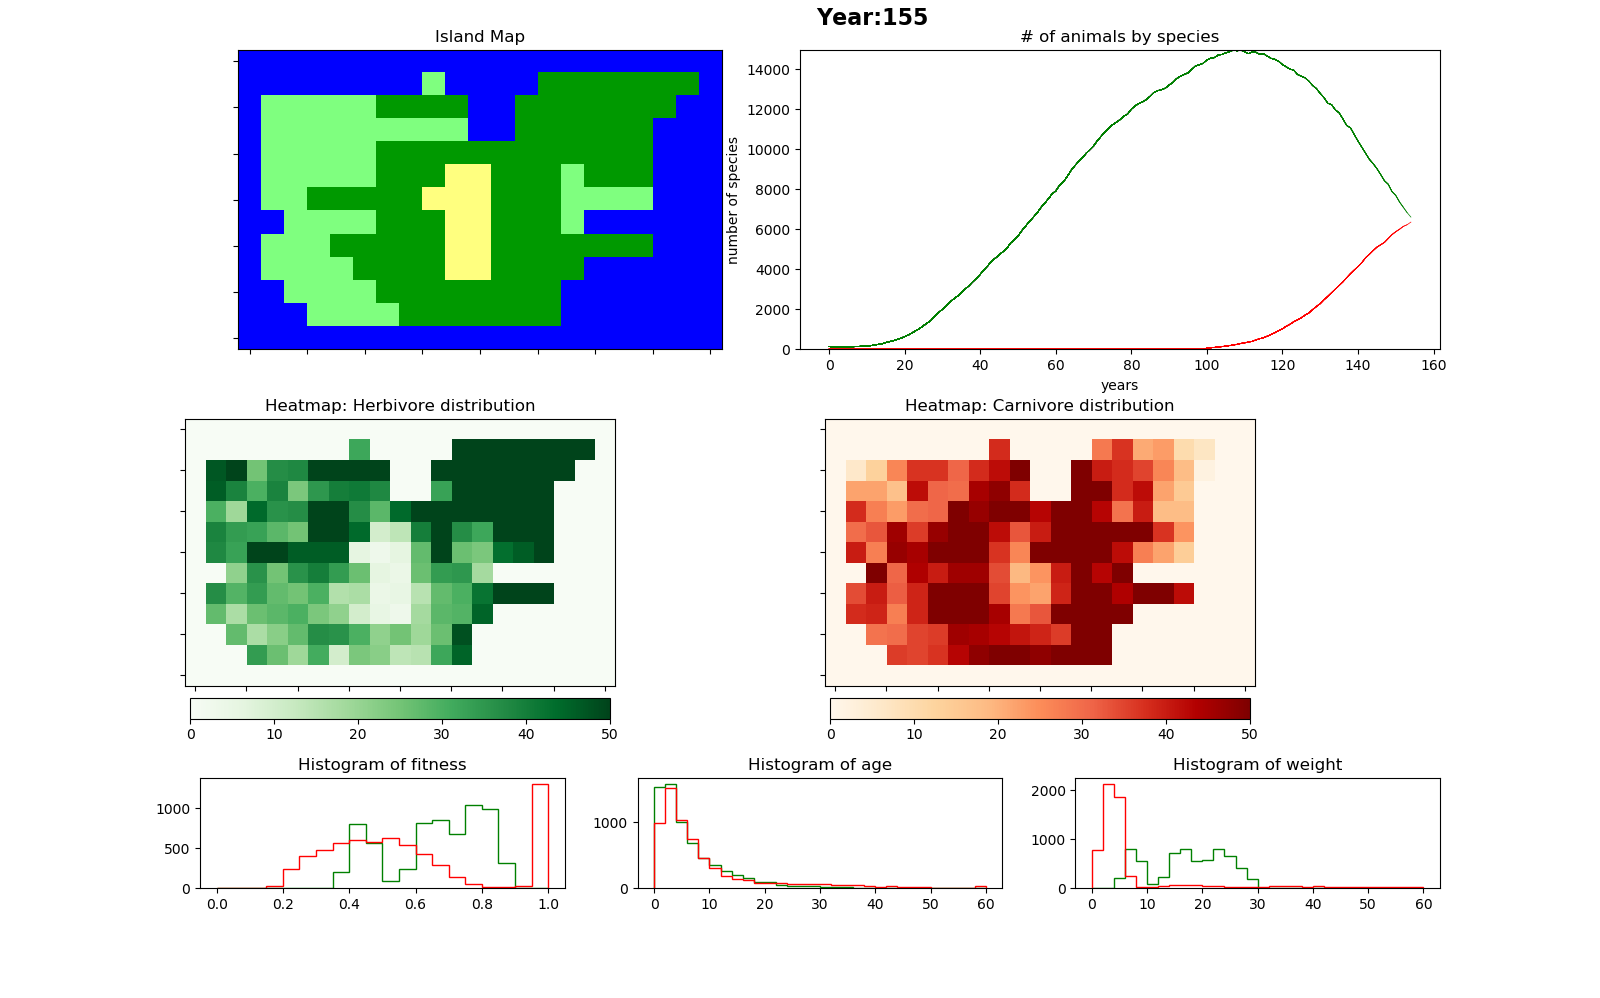 Year:155
Island Map
# of animals by species
number of species
14000
12000
10000
8000
6000
4000
2000
0
0 20 40 60 80 100 120 140 160
years
Heatmap: Herbivore distribution
0 10 20 30 40 50
Heatmap: Carnivore distribution
0 10 20 30 40 50
Histogram of fitness
1000
500
0
0.0 0.2 0.4 0.6 0.8 1.0
Histogram of age
1000
0
0 10 20 30 40 50 60
Histogram of weight
2000
1000
0
0 10 20 30 40 50 60